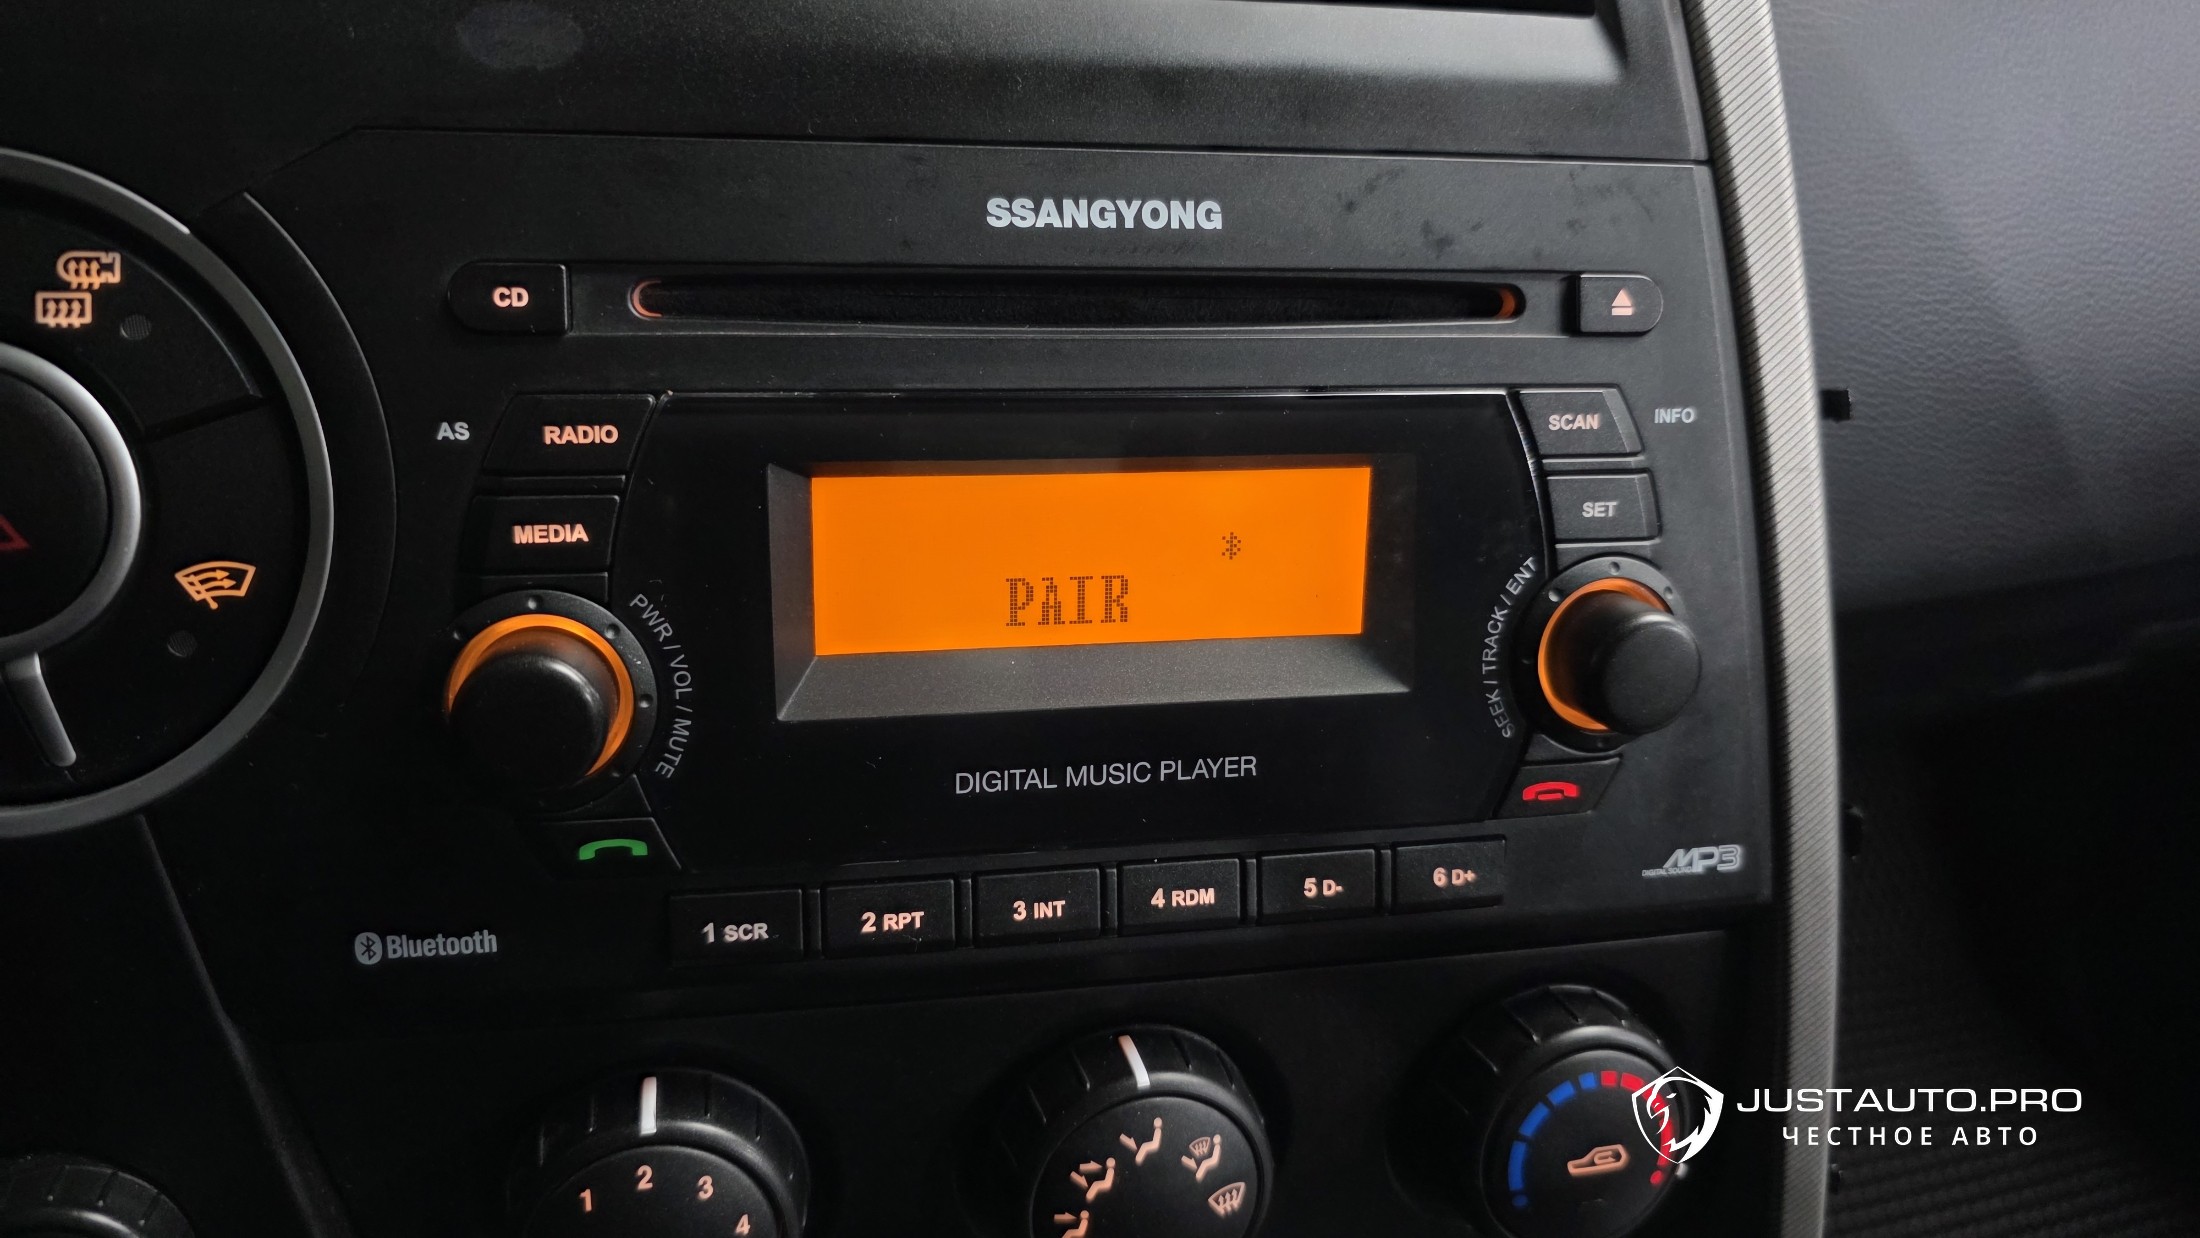 SSANGYONG
CD
AS
RADIO
SCAN
INFO
MEDIA
SET
PAIR
PWR / VOL / MUTE
SEEK / TRACK / ENT
DIGITAL MUSIC PLAYER
Bluetooth
1 SCR
2 RPT
3 INT
4 RDM
5 D-
6 D+
MP3
DIGITAL SOUND
1
2
3
4
JUSTAUTO.PRO
ЧЕСТНОЕ АВТО